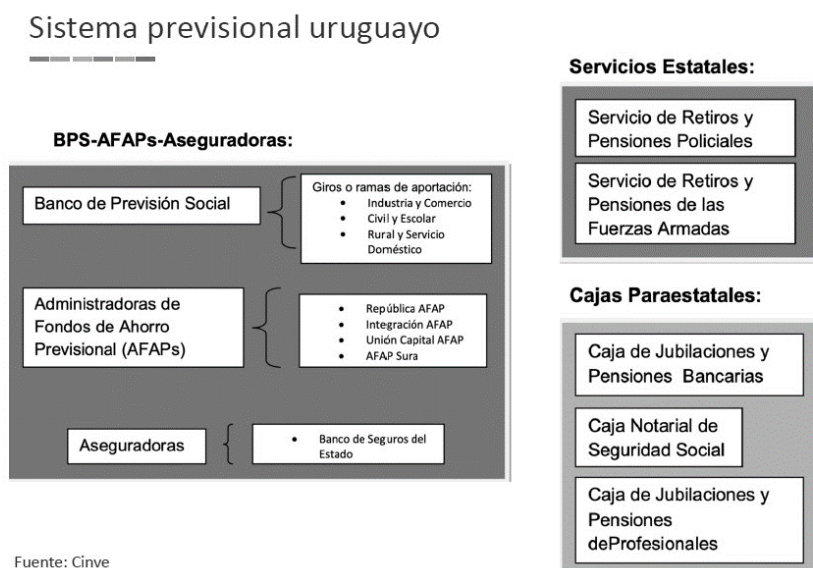 Sistema previsional uruguayo
BPS-AFAPs-Aseguradoras:
Banco de Previsión Social
Giros o ramas de aportación:
• Industria y Comercio
• Civil y Escolar
• Rural y Servicio
Doméstico
Administradoras de
Fondos de Ahorro
Previsional (AFAPs)
• República AFAP
• Integración AFAP
• Unión Capital AFAP
• AFAP Sura
Aseguradoras
• Banco de Seguros del
Estado
Servicios Estatales:
Servicio de Retiros y
Pensiones Policiales
Servicio de Retiros y
Pensiones de las
Fuerzas Armadas
Cajas Paraestatales:
Caja de Jubilaciones y
Pensiones Bancarias
Caja Notarial de
Seguridad Social
Caja de Jubilaciones y
Pensiones
deProfesionales
Fuente: Cinve